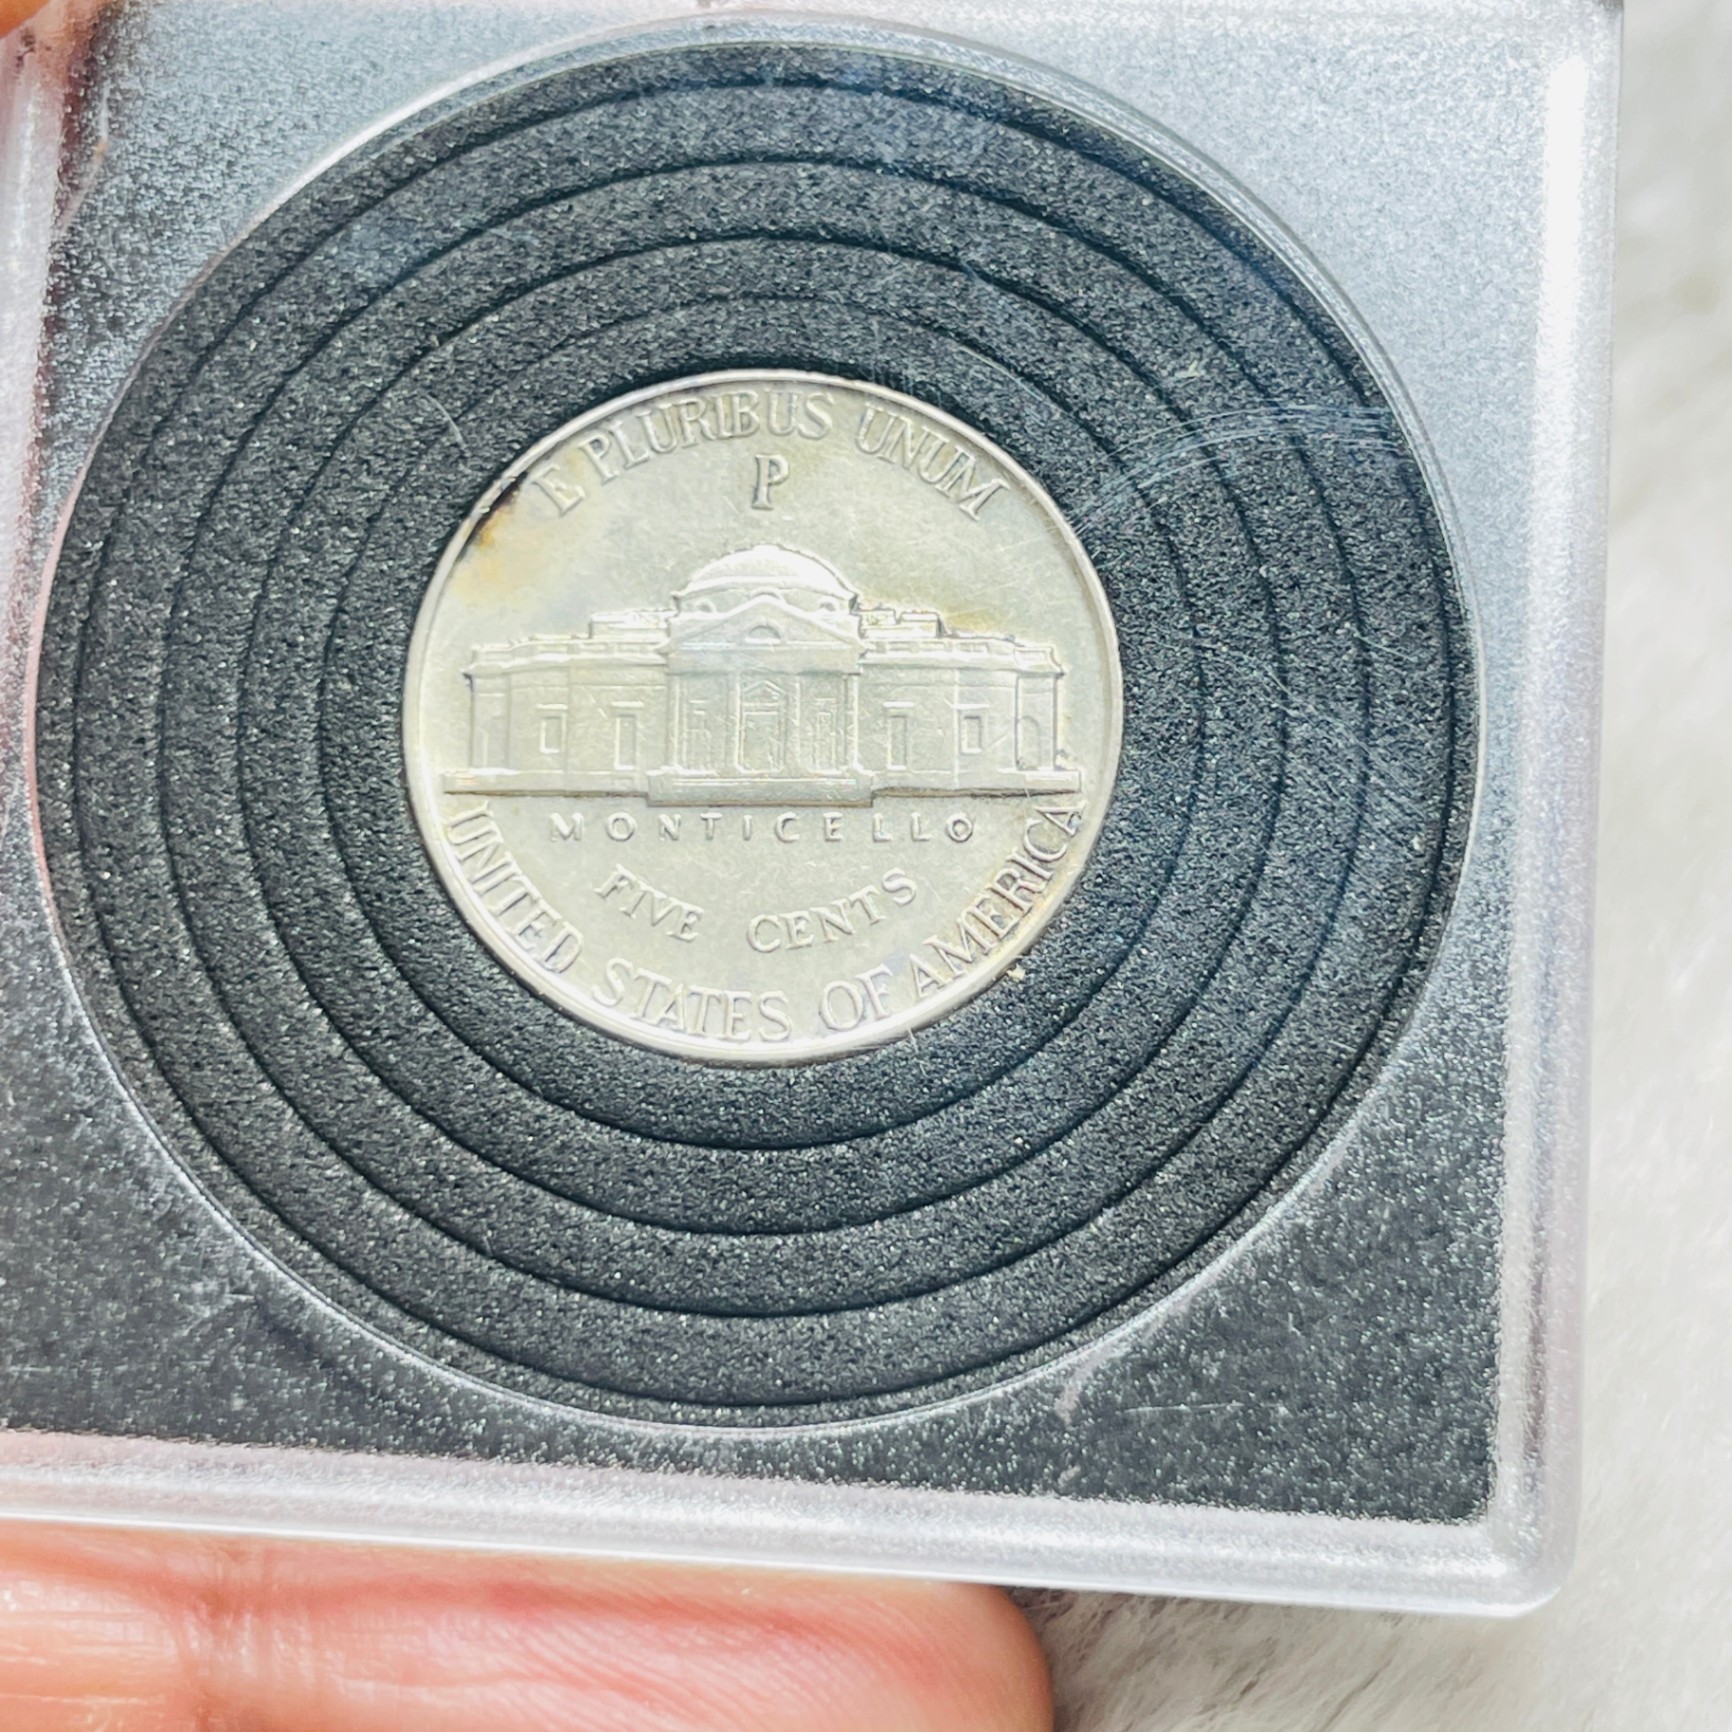 E PLURIBUS UNUM
P
MONTICELLO
FIVE CENTS
UNITED STATES OF AMERICA